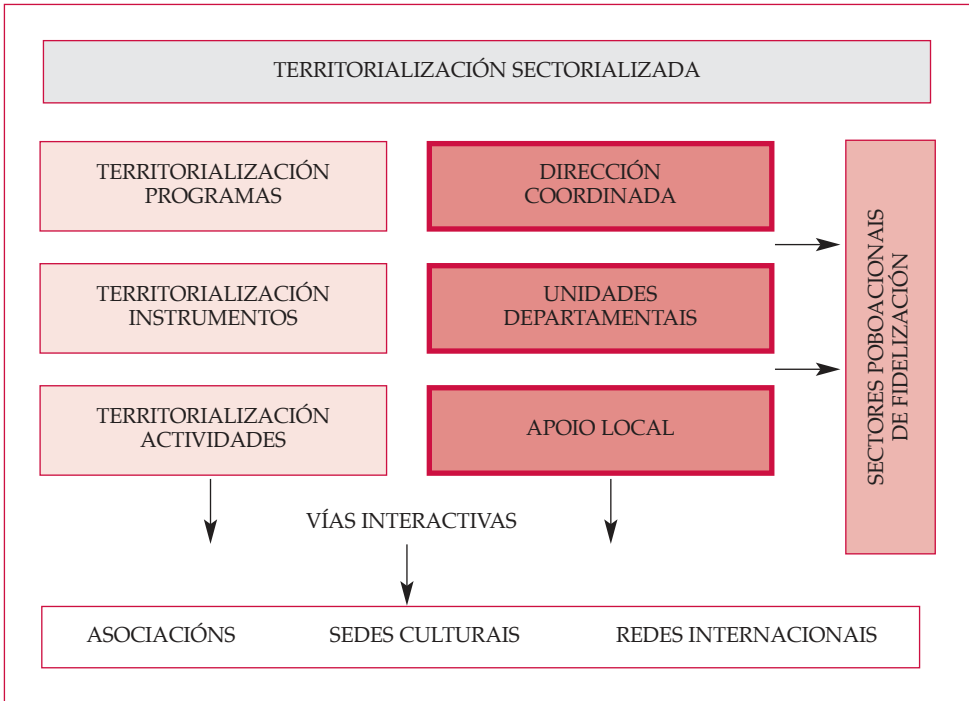 TERRITORIALIZACIÓN SECTORIALIZADA
TERRITORIALIZACIÓN
PROGRAMAS
DIRECCIÓN
COORDINADA
TERRITORIALIZACIÓN
INSTRUMENTOS
UNIDADES
DEPARTAMENTAIS
TERRITORIALIZACIÓN
ACTIVIDADES
APOIO LOCAL
SECTORES POBOACIONAIS
DE FIDELIZACIÓN
VÍAS INTERACTIVAS
ASOCIACIÓNS SEDES CULTURAIS REDES INTERNACIONAIS